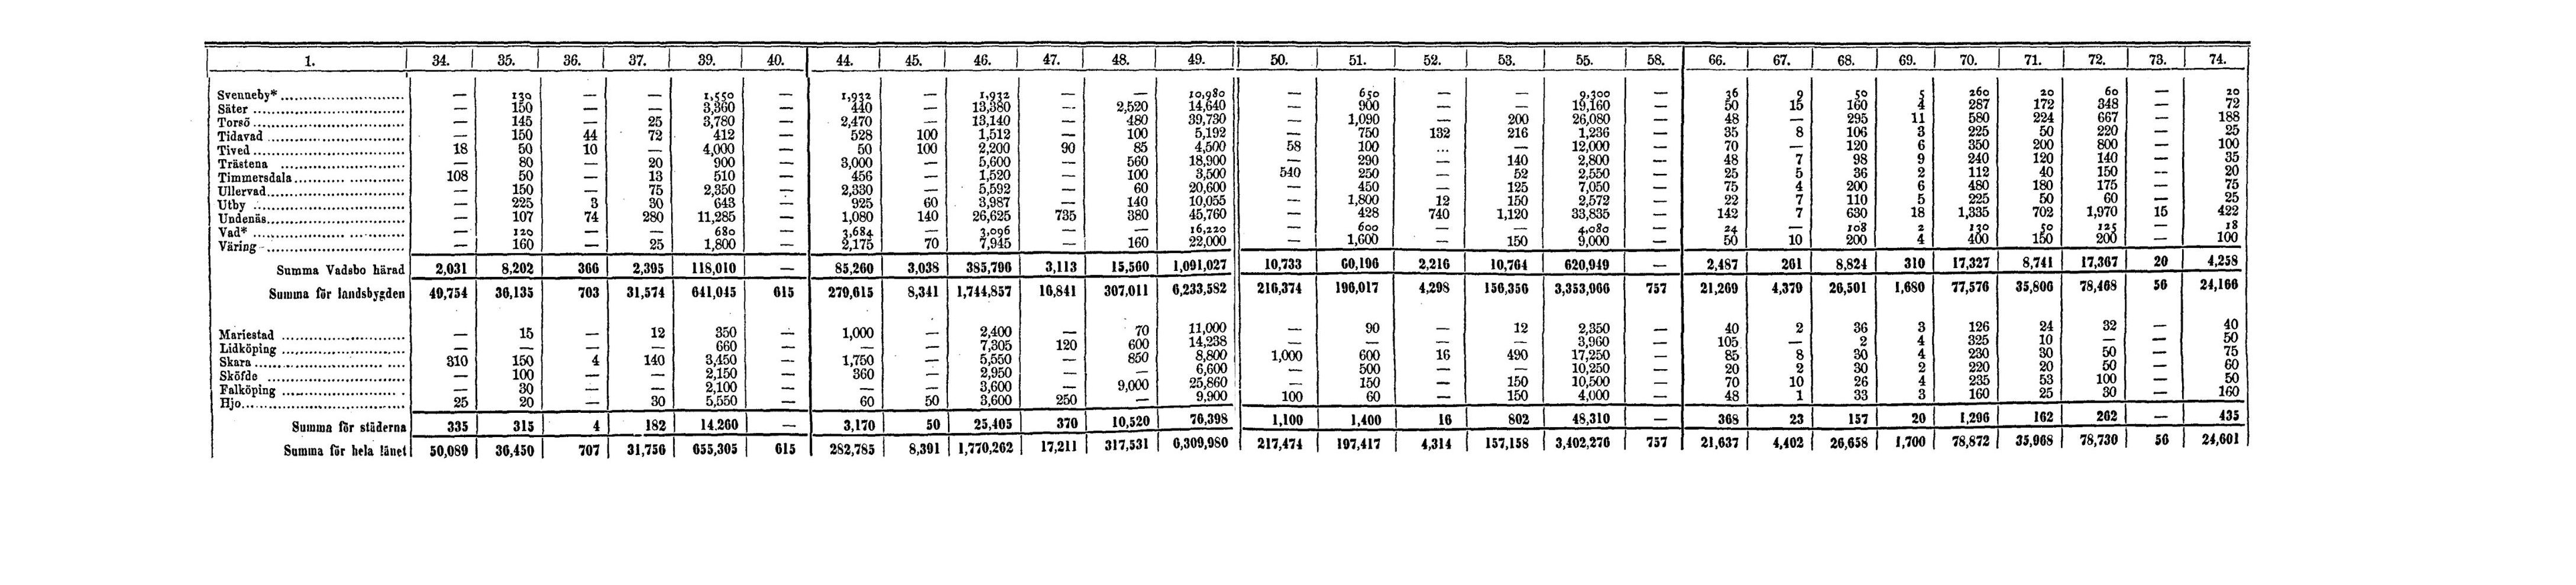 1. 34. 35. 36. 37. 39. 40. 44. 45. 46. 47. 48. 49. 50. 51. 52. 53. 55. 58. 66. 67. 68. 69. 70. 71. 72. 73. 74.
Svenneby* — 130 — — 1,550 — 1,932 — 1,932 — — 10,980 — 650 — — 9,300 — 36 9 50 5 260 20 60 — 20
Säter — 150 — — 3,360 — 440 — 13,380 — 2,520 14,640 — 900 — — 19,160 — 50 15 160 4 287 172 348 — 72
Torsö — 145 — 25 3,780 — 2,470 — 13,140 — 480 39,730 — 1,090 — 200 26,080 — 48 — 295 11 580 224 667 — 188
Tidavad — 150 44 72 412 — 528 100 1,512 — 100 5,192 — 750 132 216 1,236 — 35 8 106 3 225 50 220 — 25
Tived 18 50 10 — 4,000 — 50 100 2,200 90 85 4,500 58 100 ... — 12,000 — 70 — 120 6 350 200 800 — 100
Trästena — 80 — 20 900 — 3,000 — 5,600 — 560 18,900 — 290 — 140 2,800 — 48 7 98 9 240 120 140 — 35
Timmersdala 108 50 — 13 510 — 456 — 1,520 — 100 3,500 540 250 — 52 2,550 — 25 5 36 2 112 40 150 — 20
Ullervad — 150 — 75 2,350 — 2,330 — 5,592 — 60 20,600 — 450 — 125 7,050 — 75 4 200 6 480 180 175 — 75
Utby — 225 3 30 643 — 925 60 3,987 — 140 10,055 — 1,800 12 150 2,572 — 22 7 110 5 225 50 60 — 25
Undenäs — 107 74 280 11,285 — 1,080 140 26,625 735 380 45,760 — 428 740 1,120 33,835 — 142 7 630 18 1,335 702 1,970 15 422
Vad* — 120 — — 680 — 3,684 — 3,096 — — 16,220 — 600 — — 4,080 — 24 — 108 2 130 50 125 — 18
Väring — 160 — 25 1,800 — 2,175 70 7,945 — 160 22,000 — 1,600 — 150 9,000 — 50 10 200 4 400 150 200 — 100
Summa Vadsbo härad 2,031 8,202 366 2,395 118,010 — 85,260 3,038 385,796 3,113 15,560 1,091,027 10,733 60,196 2,216 10,764 620,949 — 2,487 261 8,824 310 17,327 8,741 17,367 20 4,258
Summa för landsbygden 49,754 36,135 703 31,574 641,045 615 279,615 8,341 1,744,857 16,841 307,011 6,233,582 216,374 196,017 4,298 156,356 3,353,966 757 21,269 4,379 26,501 1,680 77,576 35,806 78,468 56 24,166
Mariestad — 15 — 12 350 — 1,000 — 2,400 — 70 11,000 — 90 — 12 2,350 — 40 2 36 3 126 24 32 — 40
Lidköping — — — — 660 — — — 7,305 120 600 14,238 — — — — 3,960 — 105 — 2 4 325 10 — — 50
Skara 310 150 4 140 3,450 — 1,750 — 5,550 — 850 8,800 1,000 600 16 490 17,250 — 85 8 30 4 230 30 50 — 75
Sköfde — 100 — — 2,150 — 360 — 2,950 — — 6,600 — 500 — — 10,250 — 20 2 30 2 220 20 50 — 60
Falköping — 30 — — 2,100 — — — 3,600 — 9,000 25,860 — 150 — 150 10,500 — 70 10 26 4 235 53 100 — 50
Hjo 25 20 — 30 5,550 — 60 50 3,600 250 — 9,900 100 60 — 150 4,000 — 48 1 33 3 160 25 30 — 160
Summa för städerna 335 315 4 182 14.260 — 3,170 50 25,405 370 10,520 76,398 1,100 1,400 16 802 48,310 — 368 23 157 20 1,296 162 262 — 435
Summa för hela länet 50,089 36,450 707 31,756 655,305 615 282,785 8,391 1,770,262 17,211 317,531 6,309,980 217,474 197,417 4,314 157,158 3,402,276 757 21,637 4,402 26,658 1,700 78,872 35,968 78,730 56 24,601